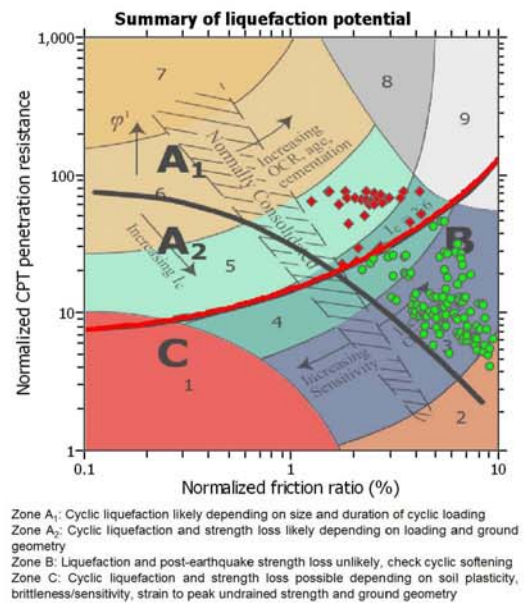 Summary of liquefaction potential
1,000
7
8
9
φ'
Normally Consolidated
Increasing
OCR, age,
cementation
A1
100
6
A2
Increasing Ic
Ic
2.6
B
5
10
4
3
C
1
Increasing
Sensitivity
2
1
0.1
1
10
Normalized CPT penetration resistance
Normalized friction ratio (%)
Zone A1: Cyclic liquefaction likely depending on size and duration of cyclic loading
Zone A2: Cyclic liquefaction and strength loss likely depending on loading and ground
geometry
Zone B: Liquefaction and post-earthquake strength loss unlikely, check cyclic softening
Zone C: Cyclic liquefaction and strength loss possible depending on soil plasticity,
brittleness/sensitivity, strain to peak undrained strength and ground geometry